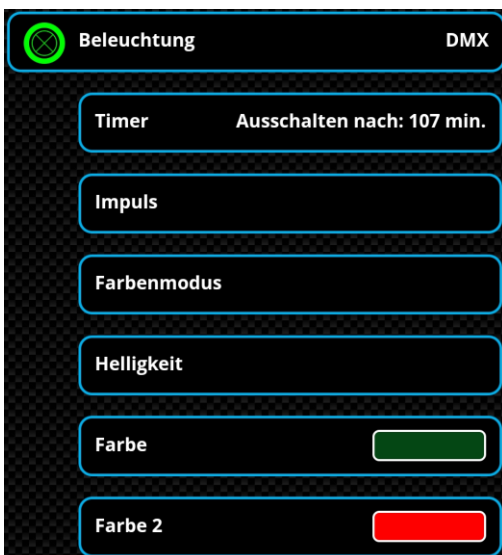 Beleuchtung DMX
Timer Ausschalten nach: 107 min.
Impuls
Farbenmodus
Helligkeit
Farbe
Farbe 2